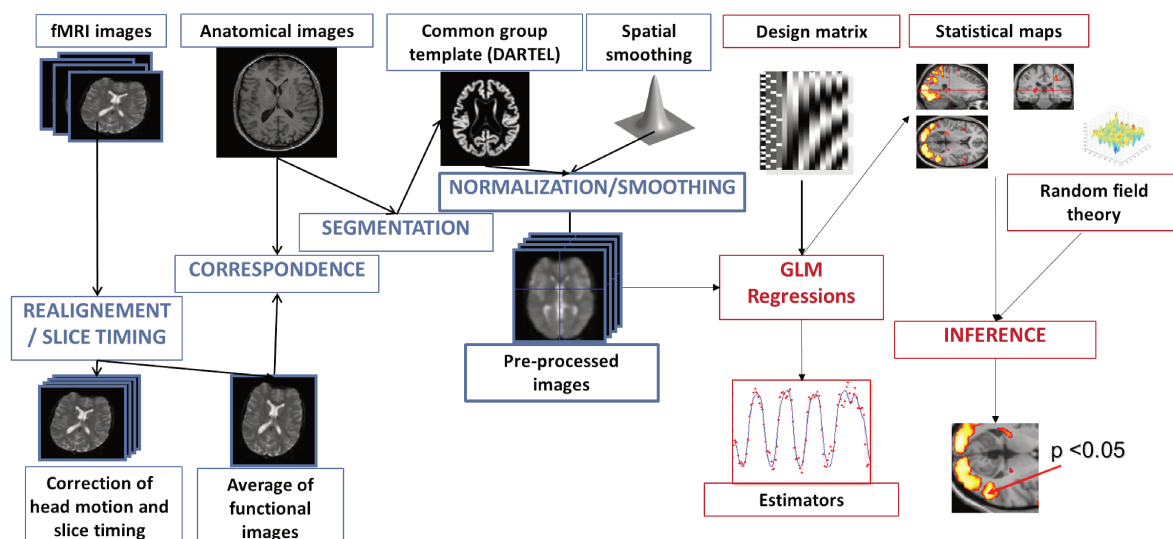 fMRI images
Anatomical images
Common group
template (DARTEL)
Spatial
smoothing
Design matrix
Statistical maps
NORMALIZATION/SMOOTHING
Random field
theory
SEGMENTATION
CORRESPONDENCE
GLM
Regressions
REALIGNEMENT
/ SLICE TIMING
INFERENCE
Pre-processed
images
p <0.05
Estimators
Correction of
head motion and
slice timing
Average of
functional
images